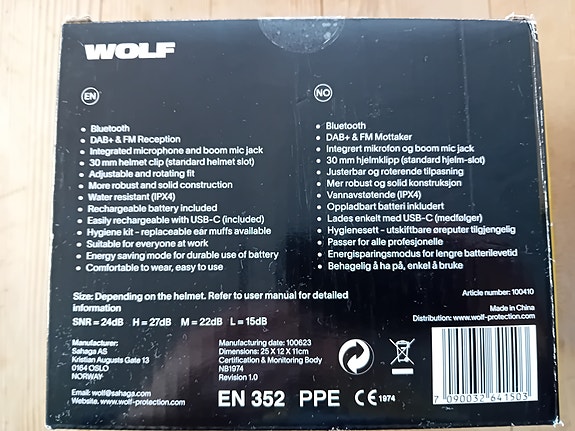 WOLF
EN
Bluetooth
DAB+ & FM Reception
Integrated microphone and boom mic jack
30 mm helmet clip (standard helmet slot)
Adjustable and rotating fit
More robust and solid construction
Water resistant (IPX4)
Rechargeable battery included
Easily rechargeable with USB-C (included)
Hygiene kit - replaceable ear muffs available
Suitable for everyone at work
Energy saving mode for durable use of battery
Comfortable to wear, easy to use
NO
Bluetooth
DAB+ & FM Mottaker
Integrert mikrofon og boom mic jack
30 mm hjelmklipp (standard hjelm-slot)
Justerbar og roterende tilpasning
Mer robust og solid konstruksjon
Vannavstøtende (IPX4)
Oppladbart batteri inkludert
Lades enkelt med USB-C (medfølger)
Hygienesett - utskiftbare øreputer tilgjengelig
Passer for alle profesjonelle
Energisparingsmodus for lengre batterilevetid
Behagelig å ha på, enkel å bruke
Size: Depending on the helmet. Refer to user manual for detailed
information
SNR = 24dB H = 27dB M = 22dB L = 15dB
Article number: 100410
Made in China
Distribution: www.wolf-protection.com
Manufacturer:
Sahaga AS
Kristian Augusts Gate 13
0164 OSLO
NORWAY
Email: wolf@sahaga.com
Website: www.wolf-protection.com
Manufacturing date: 100623
Dimensions: 25 X 12 X 11cm
Certification & Monitoring Body
NB1974
Revision 1.0
EN 352 PPE CE 1974
7 090032 641503